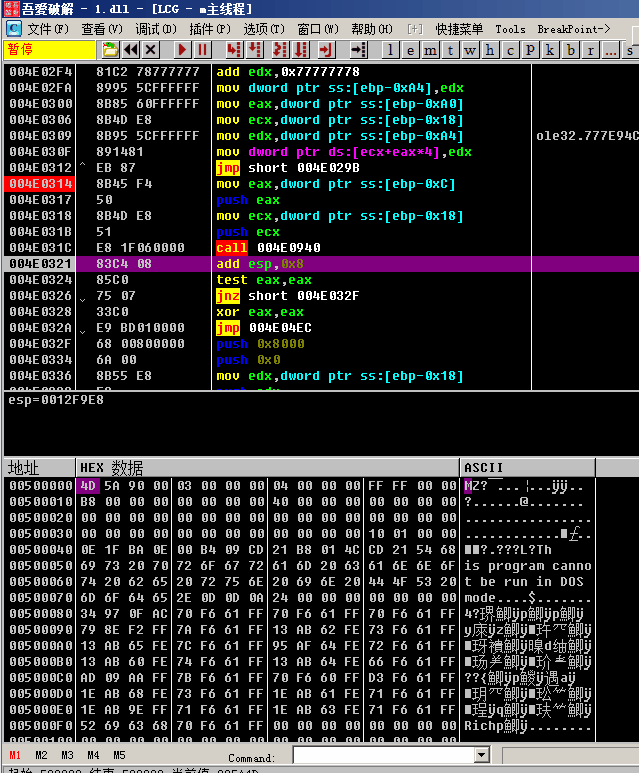 吾爱破解 - 1.dll - [LCG - m主线程]
文件(F) 查看(V) 调试(D) 插件(P) 选项(T) 窗口(W) 帮助(H) [+] 快捷菜单 Tools BreakPoint->
暂停 l e m t w h c p k b r ... s
004E02F4 81C2 78777777 add edx,0x77777778
004E02FA 8995 5CFFFFFF mov dword ptr ss:[ebp-0xA4],edx
004E0300 8B85 60FFFFFF mov eax,dword ptr ss:[ebp-0xA0]
004E0306 8B4D E8 mov ecx,dword ptr ss:[ebp-0x18]
004E0309 8B95 5CFFFFFF mov edx,dword ptr ss:[ebp-0xA4] ole32.777E94C
004E030F 891481 mov dword ptr ds:[ecx+eax*4],edx
004E0312 ^ EB 87 jmp short 004E029B
004E0314 8B45 F4 mov eax,dword ptr ss:[ebp-0xC]
004E0317 50 push eax
004E0318 8B4D E8 mov ecx,dword ptr ss:[ebp-0x18]
004E031B 51 push ecx
004E031C E8 1F060000 call 004E0940
004E0321 83C4 08 add esp,0x8
004E0324 85C0 test eax,eax
004E0326 75 07 jnz short 004E032F
004E0328 33C0 xor eax,eax
004E032A E9 BD010000 jmp 004E04EC
004E032F 68 00800000 push 0x8000
004E0334 6A 00 push 0x0
004E0336 8B55 E8 mov edx,dword ptr ss:[ebp-0x18]
esp=0012F9E8
地址 HEX 数据 ASCII
00500000 4D 5A 90 00 03 00 00 00 04 00 00 00 FF FF 00 00 MZ?...¦...ÿÿ..
00500010 B8 00 00 00 00 00 00 00 40 00 00 00 00 00 00 00 ?.......@.......
00500020 00 00 00 00 00 00 00 00 00 00 00 00 00 00 00 00 ................
00500030 00 00 00 00 00 00 00 00 00 00 00 00 10 01 00 00
00500040 0E 1F BA 0E 00 B4 09 CD 21 B8 01 4C CD 21 54 68 ■■?.???L?Th
00500050 69 73 20 70 72 6F 67 72 61 6D 20 63 61 6E 6E 6F is program canno
00500060 74 20 62 65 20 72 75 6E 20 69 6E 20 44 4F 53 20 t be run in DOS
00500070 6D 6F 64 65 2E 0D 0D 0A 24 00 00 00 00 00 00 00 mode....$.......
00500080 34 97 0F AC 70 F6 61 FF 70 F6 61 FF 70 F6 61 FF
00500090 79 8E F2 FF 7A F6 61 FF 12 AB 62 FE 73 F6 61 FF
005000A0 13 AB 65 FE 7C F6 61 FF 95 AF 64 FE 72 F6 61 FF
005000B0 13 AB 60 FE 74 F6 61 FF 13 AB 64 FE 66 F6 61 FF
005000C0 AD 09 AA FF 7B F6 61 FF 70 F6 60 FF D3 F6 61 FF
005000D0 1E AB 68 FE 73 F6 61 FF 1E AB 61 FE 71 F6 61 FF
005000E0 1E AB 9E FF 71 F6 61 FF 1E AB 63 FE 71 F6 61 FF
005000F0 52 69 63 68 70 F6 61 FF 00 00 00 00 00 00 00 00
M1 M2 M3 M4 M5 Command: